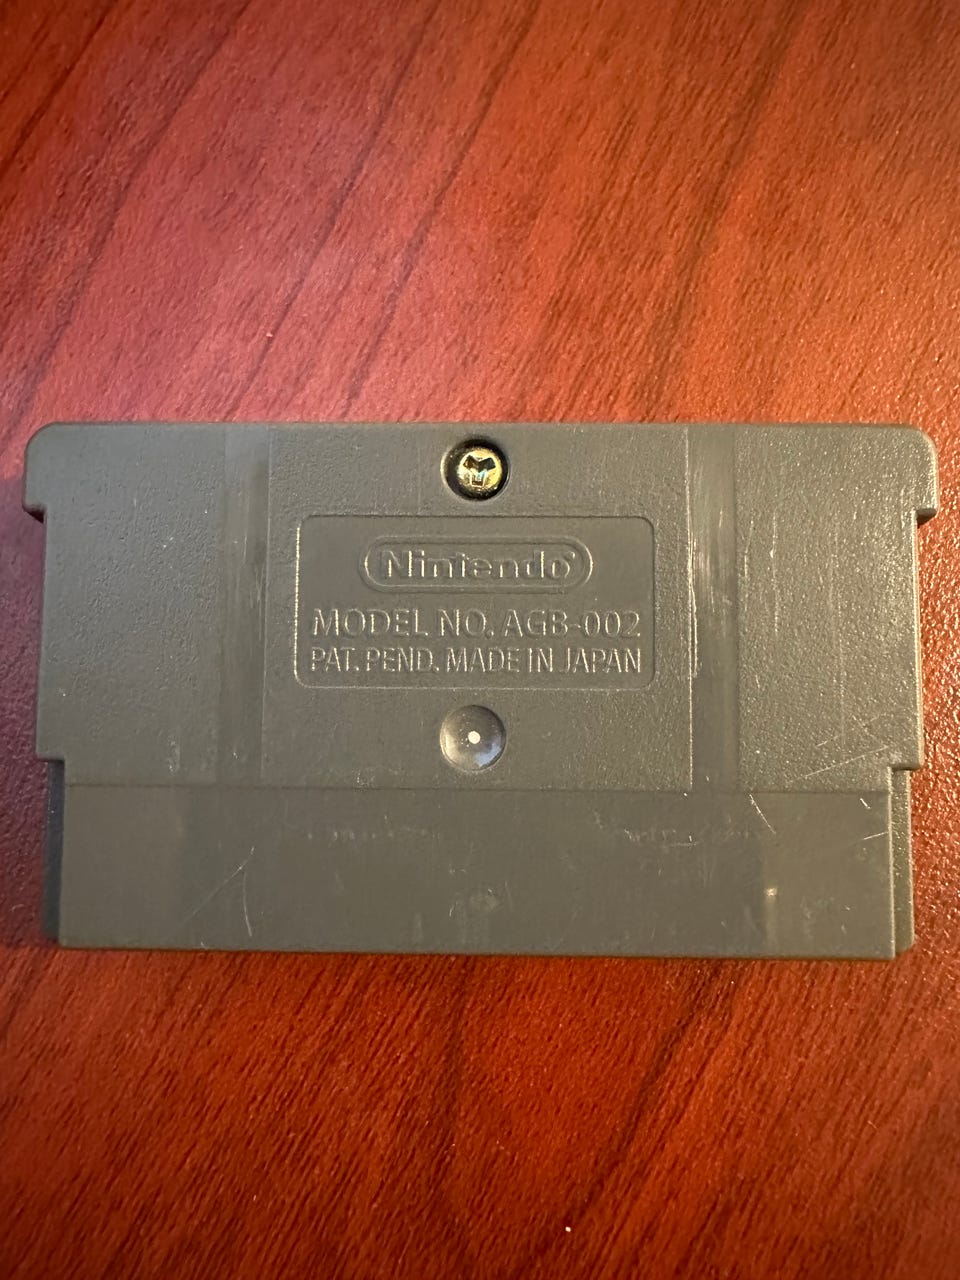 Nintendo
MODEL NO. AGB-002
PAT. PEND. MADE IN JAPAN